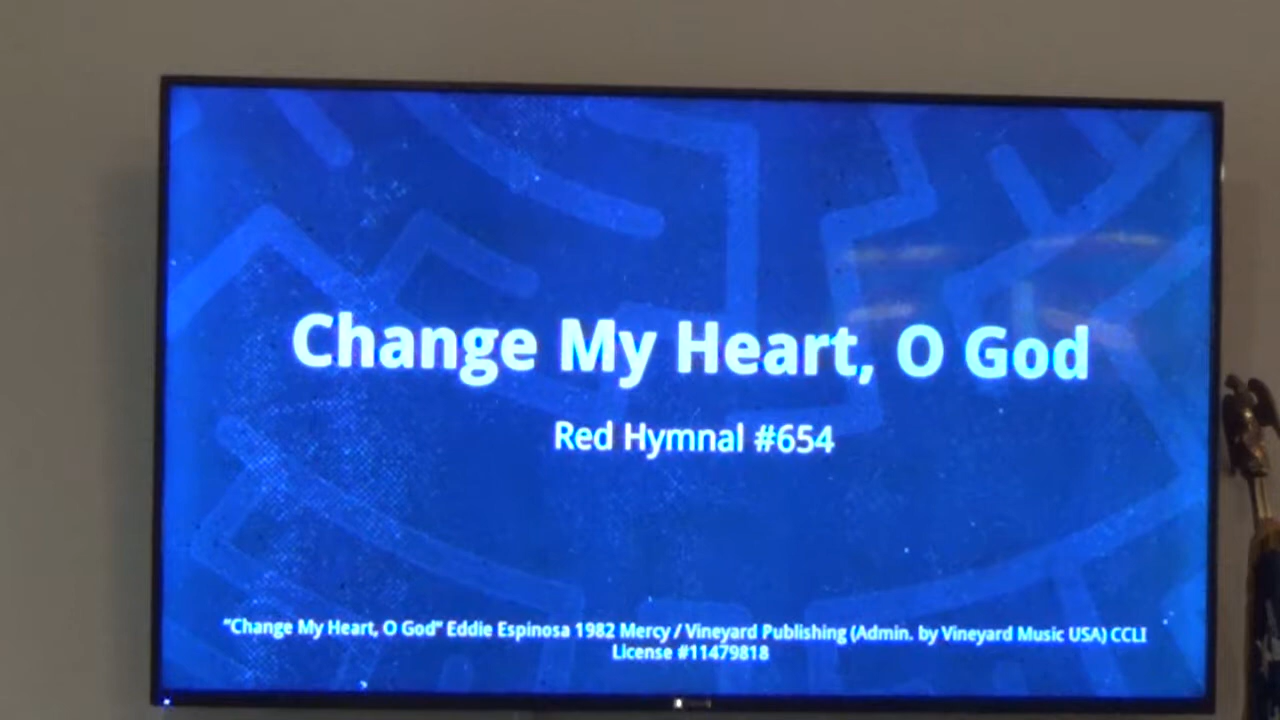 Change My Heart, O God
Red Hymnal #654
"Change My Heart, O God" Eddie Espinosa 1982 Mercy / Vineyard Publishing (Admin. by Vineyard Music USA) CCLI
License #11479818